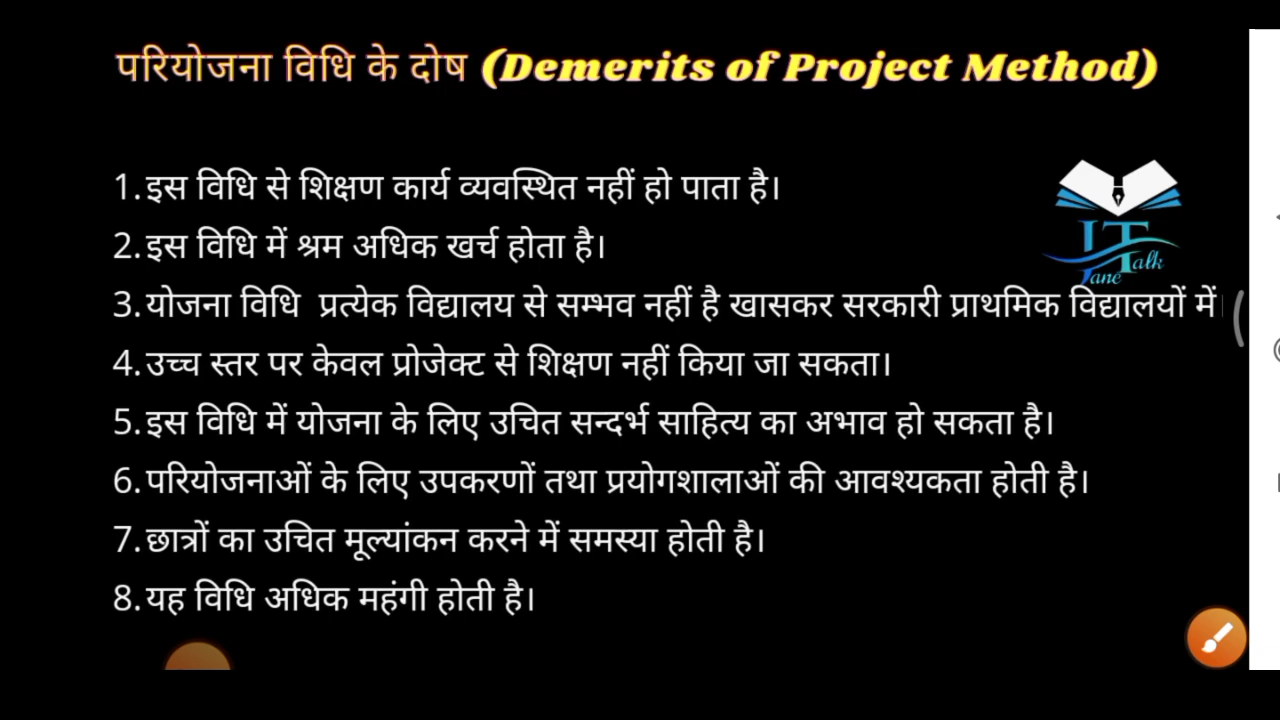 परियोजना विधि के दोष (Demerits of Project Method)
1. इस विधि से शिक्षण कार्य व्यवस्थित नहीं हो पाता है।
2. इस विधि में श्रम अधिक खर्च होता है।
3. योजना विधि प्रत्येक विद्यालय से सम्भव नहीं है खासकर सरकारी प्राथमिक विद्यालयों में।
4. उच्च स्तर पर केवल प्रोजेक्ट से शिक्षण नहीं किया जा सकता।
5. इस विधि में योजना के लिए उचित सन्दर्भ साहित्य का अभाव हो सकता है।
6. परियोजनाओं के लिए उपकरणों तथा प्रयोगशालाओं की आवश्यकता होती है।
7. छात्रों का उचित मूल्यांकन करने में समस्या होती है।
8. यह विधि अधिक महंगी होती है।
Jane Talk